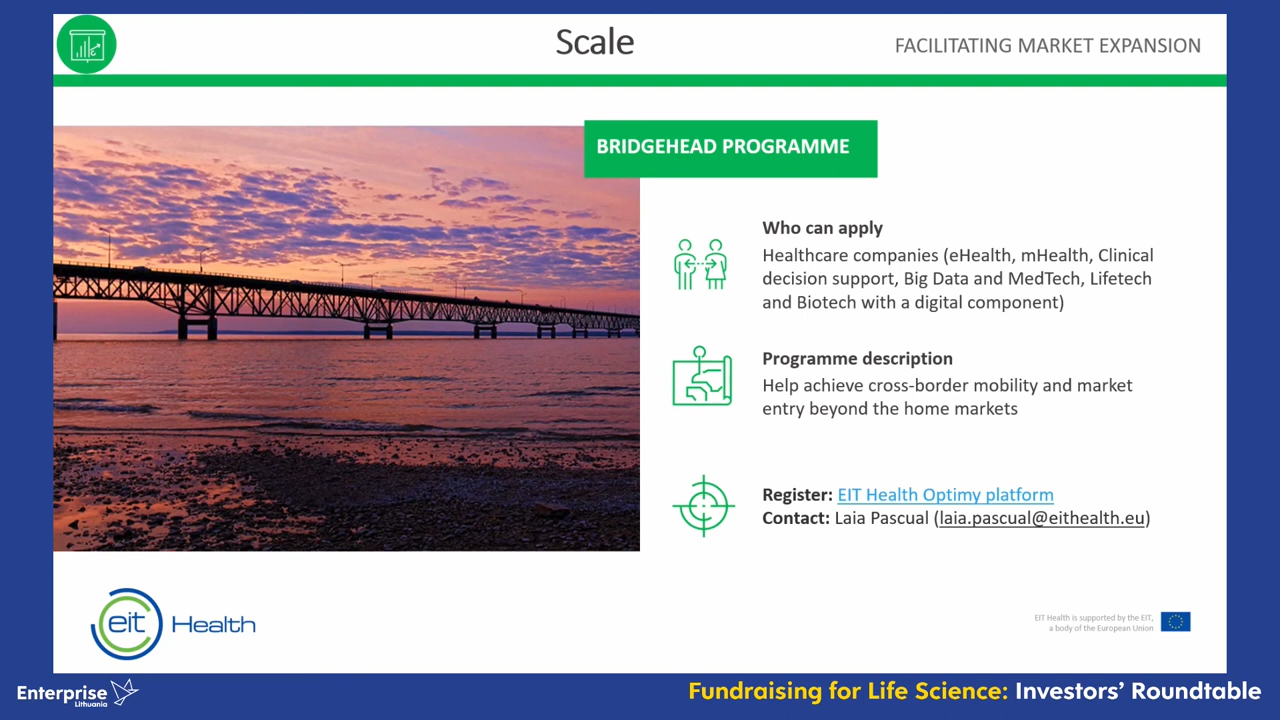 Scale
FACILITATING MARKET EXPANSION
BRIDGEHEAD PROGRAMME
Who can apply
Healthcare companies (eHealth, mHealth, Clinical
decision support, Big Data and MedTech, Lifetech
and Biotech with a digital component)
Programme description
Help achieve cross-border mobility and market
entry beyond the home markets
Register: EIT Health Optimy platform
Contact: Laia Pascual (laia.pascual@eithealth.eu)
eit Health
EIT Health is supported by the EIT,
a body of the European Union
Enterprise
Lithuania
Fundraising for Life Science: Investors’ Roundtable